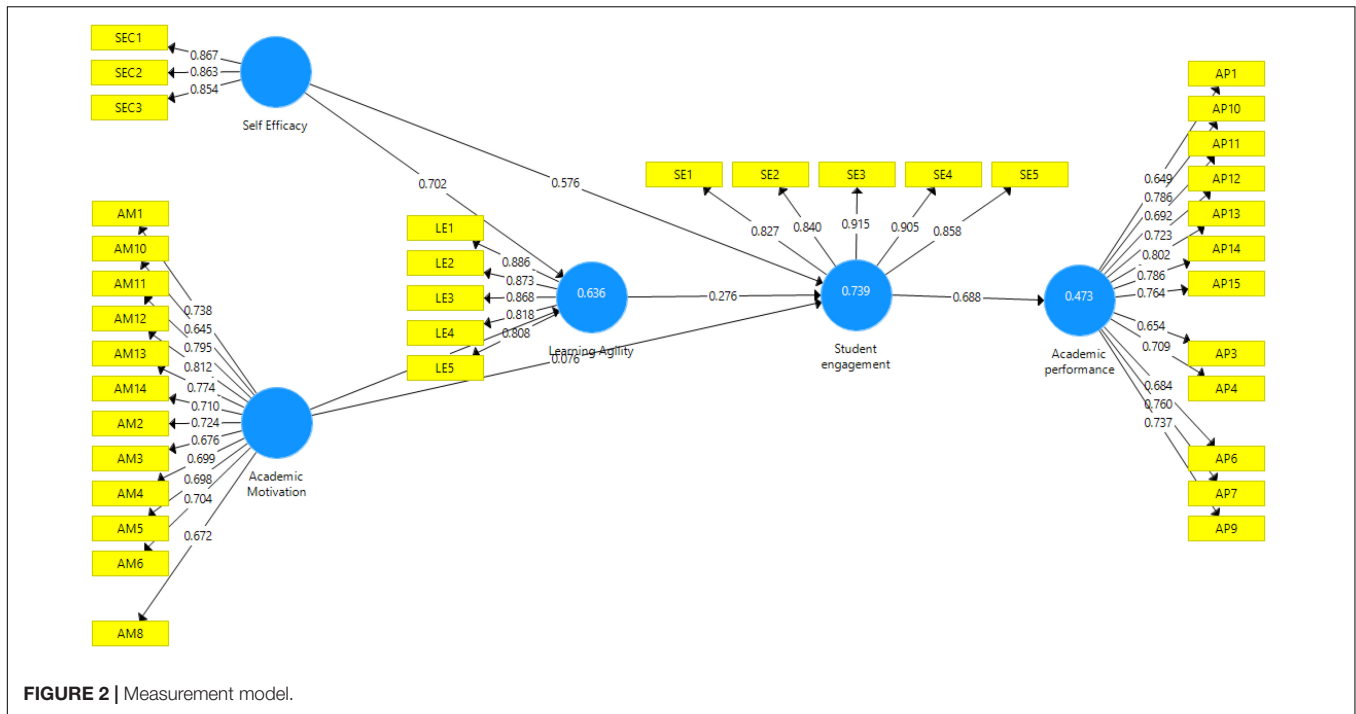 SEC1
SEC2
SEC3
0.867
0.863
0.854
Self Efficacy
0.702
0.576
AM1
AM10
AM11
AM12
AM13
AM14
AM2
AM3
AM4
AM5
AM6
AM8
0.738
0.645
0.795
0.812
0.774
0.710
0.724
0.676
0.699
0.698
0.704
0.672
Academic
Motivation
LE1
LE2
LE3
LE4
LE5
0.886
0.873
0.868
0.818
0.808
0.636
Learning Agility
0.276
0.076
SE1
SE2
SE3
SE4
SE5
0.827
0.840
0.915
0.905
0.858
0.739
Student
engagement
0.688
0.473
Academic
performance
AP1
AP10
AP11
AP12
AP13
AP14
AP15
AP3
AP4
AP6
AP7
AP9
0.649
0.786
0.692
0.723
0.802
0.786
0.764
0.654
0.709
0.684
0.760
0.737
FIGURE 2 | Measurement model.